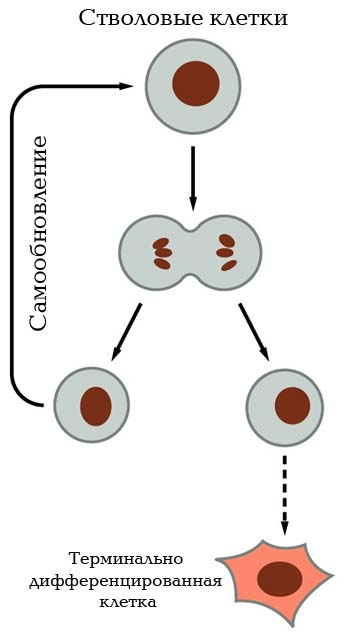 Стволовые клетки
Самообновление
Терминально
дифференцированная
клетка